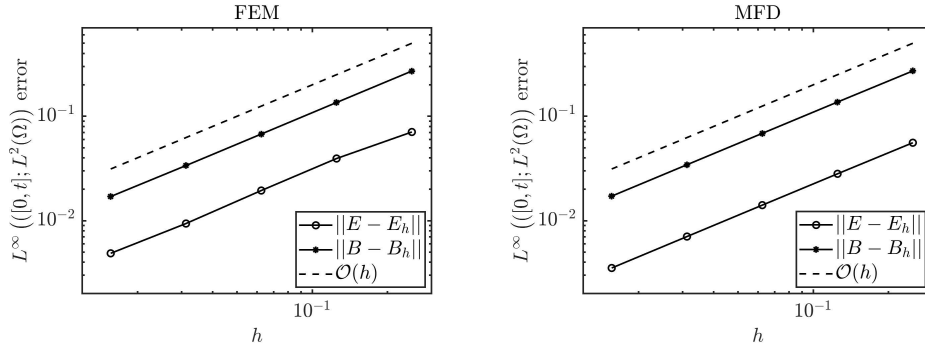 FEM
L^∞ (([0, t]; L^2(Ω)) error
10^{-1}
10^{-2}
||E − E_h||
||B − B_h||
O(h)
10^{-1}
h
MFD
L^∞ (([0, t]; L^2(Ω)) error
10^{-1}
10^{-2}
||E − E_h||
||B − B_h||
O(h)
10^{-1}
h